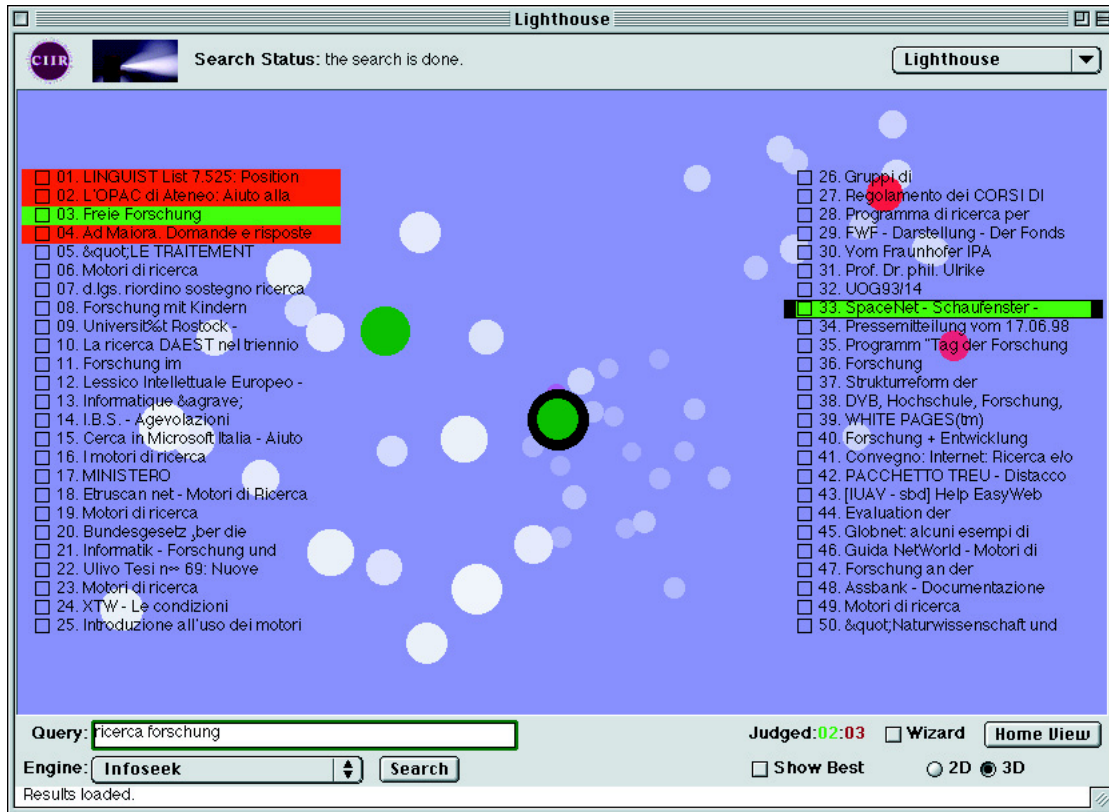 Lighthouse
CIIR
Search Status: the search is done.
Lighthouse
01. LINGUIST List 7.525: Position
02. L'OPAC di Ateneo: Aiuto alla
03. Freie Forschung
04. Ad Maiora. Domande e risposte
05. &quot;LE TRAITEMENT
06. Motori di ricerca
07. d.lgs. riordino sostegno ricerca
08. Forschung mit Kindern
09. Universit%t Rostock -
10. La ricerca DAEST nel triennio
11. Forschung im
12. Lessico Intellettuale Europeo -
13. Informatique &agrave;
14. I.B.S. - Agevolazioni
15. Cerca in Microsoft Italia - Aiuto
16. I motori di ricerca
17. MINISTERO
18. Etruscan net - Motori di Ricerca
19. Motori di ricerca
20. Bundesgesetz ‚ber die
21. Informatik - Forschung und
22. Ulivo Tesi n∞ 69: Nuove
23. Motori di ricerca
24. XTW - Le condizioni
25. Introduzione all'uso dei motori
26. Gruppi di
27. Regolamento dei CORSI DI
28. Programma di ricerca per
29. FWF - Darstellung - Der Fonds
30. Vom Fraunhofer IPA
31. Prof. Dr. phil. Ulrike
32. UOG93/14
33. SpaceNet - Schaufenster -
34. Pressemitteilung vom 17.06.98
35. Programm "Tag der Forschung
36. Forschung
37. Strukturreform der
38. DVB, Hochschule, Forschung,
39. WHITE PAGES(tm)
40. Forschung + Entwicklung
41. Convegno: Internet: Ricerca e/o
42. PACCHETTO TREU - Distacco
43. [IUAV - sbd] Help EasyWeb
44. Evaluation der
45. Globnet: alcuni esempi di
46. Guida NetWorld - Motori di
47. Forschung an der
48. Assbank - Documentazione
49. Motori di ricerca
50. &quot;Naturwissenschaft und
Query: ricerca forschung
Judged:02:03 Wizard Home View
Engine: Infoseek Search
Show Best 2D 3D
Results loaded.